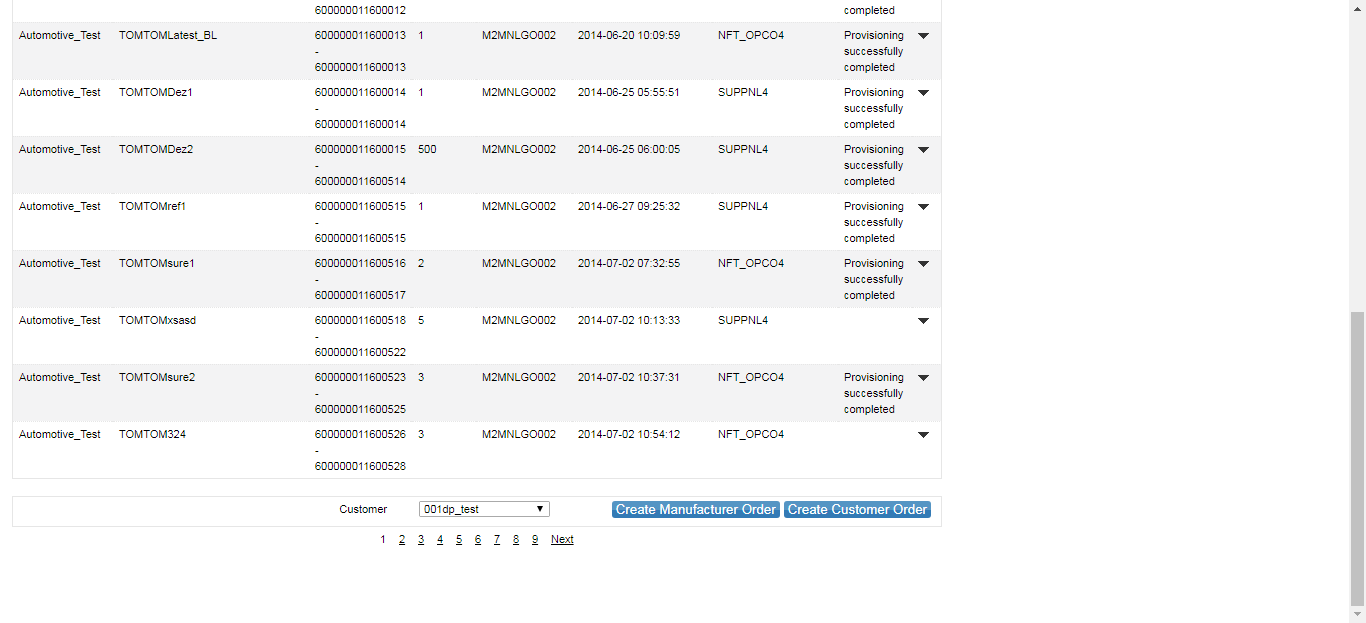 600000011600012 completed
Automotive_Test TOMTOMLatest_BL 600000011600013 1 M2MNLGO002 2014-06-20 10:09:59 NFT_OPCO4 Provisioning
- successfully
600000011600013 completed
Automotive_Test TOMTOMDez1 600000011600014 1 M2MNLGO002 2014-06-25 05:55:51 SUPPNL4 Provisioning
- successfully
600000011600014 completed
Automotive_Test TOMTOMDez2 600000011600015 500 M2MNLGO002 2014-06-25 06:00:05 SUPPNL4 Provisioning
- successfully
600000011600514 completed
Automotive_Test TOMTOMref1 600000011600515 1 M2MNLGO002 2014-06-27 09:25:32 SUPPNL4 Provisioning
- successfully
600000011600515 completed
Automotive_Test TOMTOMsure1 600000011600516 2 M2MNLGO002 2014-07-02 07:32:55 NFT_OPCO4 Provisioning
- successfully
600000011600517 completed
Automotive_Test TOMTOMxsasd 600000011600518 5 M2MNLGO002 2014-07-02 10:13:33 SUPPNL4
-
600000011600522
Automotive_Test TOMTOMsure2 600000011600523 3 M2MNLGO002 2014-07-02 10:37:31 NFT_OPCO4 Provisioning
- successfully
600000011600525 completed
Automotive_Test TOMTOM324 600000011600526 3 M2MNLGO002 2014-07-02 10:54:12 NFT_OPCO4
-
600000011600528
Customer 001dp_test Create Manufacturer Order Create Customer Order
1 2 3 4 5 6 7 8 9 Next